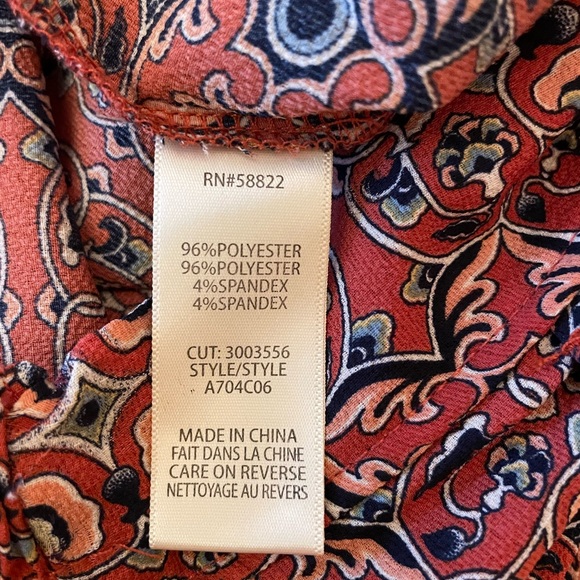 RN#58822
96%POLYESTER
96%POLYESTER
4%SPANDEX
4%SPANDEX
CUT: 3003556
STYLE/STYLE
A704C06
MADE IN CHINA
FAIT DANS LA CHINE
CARE ON REVERSE
NETTOYAGE AU REVERS